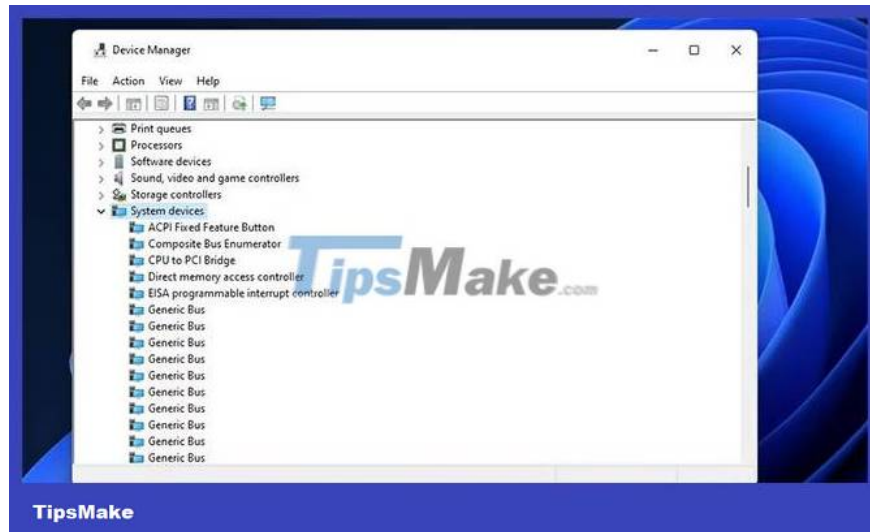 Device Manager
File Action View Help
Print queues
Processors
Software devices
Sound, video and game controllers
Storage controllers
System devices
ACPI Fixed Feature Button
Composite Bus Enumerator
CPU to PCI Bridge
Direct memory access controller
EISA programmable interrupt controller
TipsMake.com
Generic Bus
Generic Bus
Generic Bus
Generic Bus
Generic Bus
Generic Bus
Generic Bus
Generic Bus
Generic Bus
Generic Bus
TipsMake